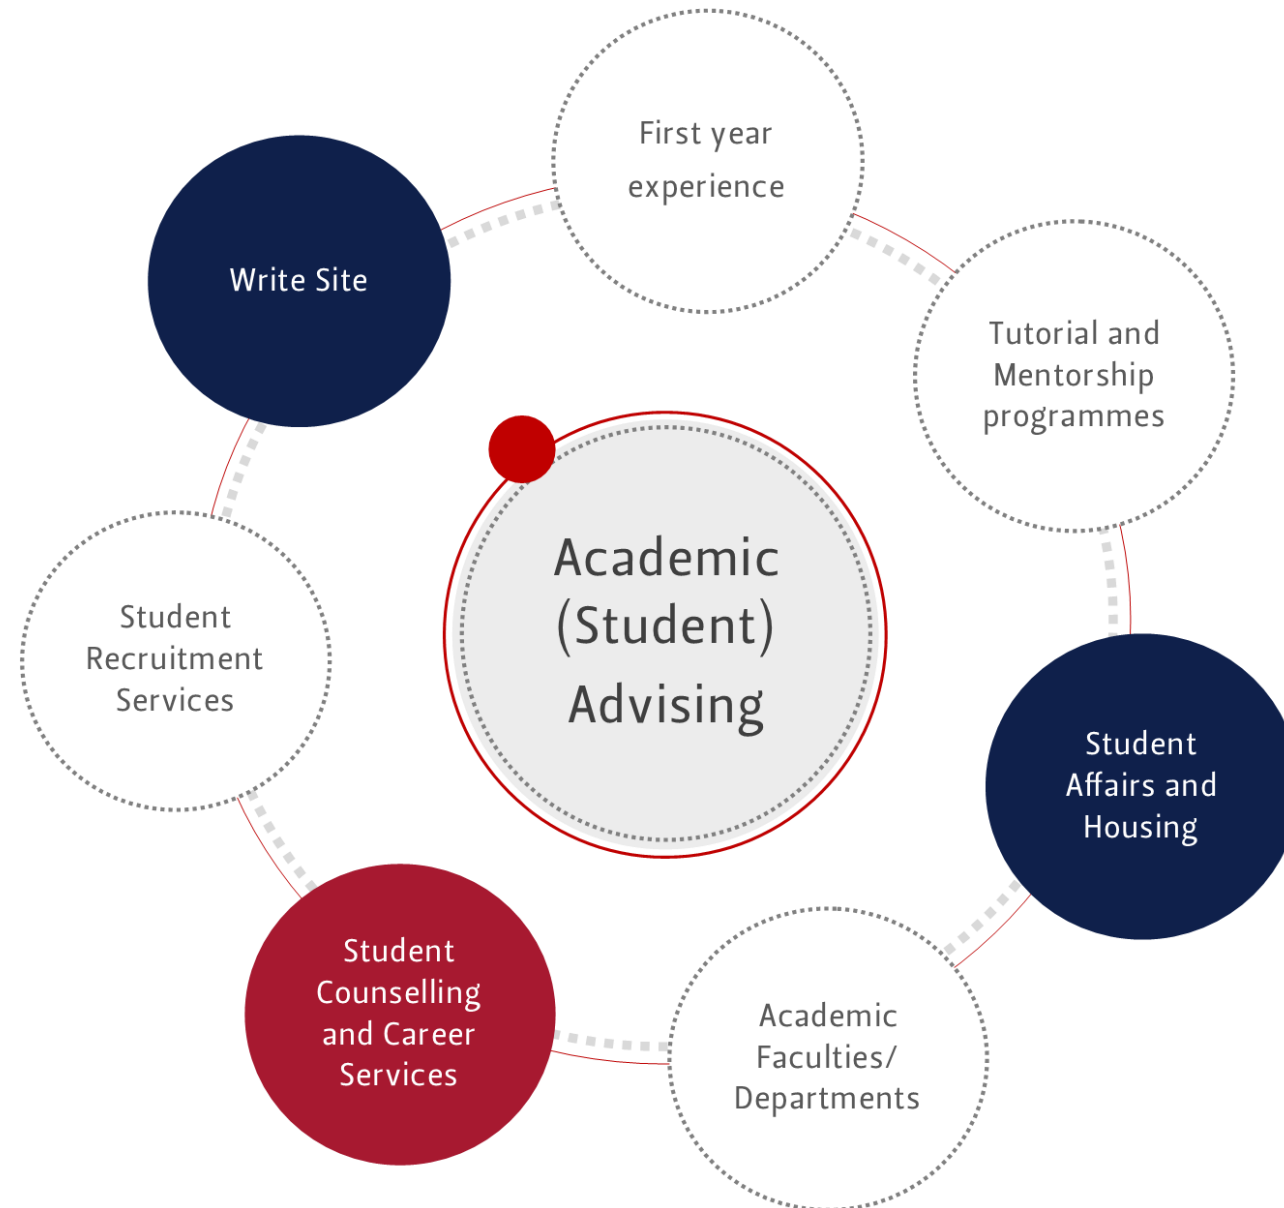 First year
experience
Write Site
Tutorial and
Mentorship
programmes
Academic
(Student)
Advising
Student
Recruitment
Services
Student
Affairs and
Housing
Student
Counselling
and Career
Services
Academic
Faculties/
Departments